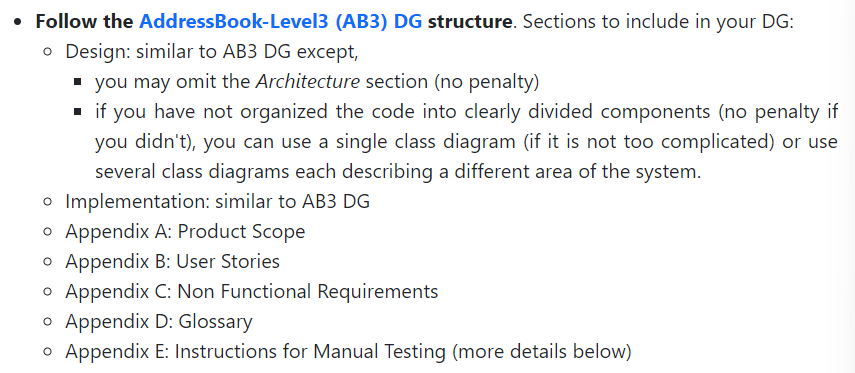 Follow the AddressBook-Level3 (AB3) DG structure. Sections to include in your DG:
Design: similar to AB3 DG except,
you may omit the Architecture section (no penalty)
if you have not organized the code into clearly divided components (no penalty if
you didn't), you can use a single class diagram (if it is not too complicated) or use
several class diagrams each describing a different area of the system.
Implementation: similar to AB3 DG
Appendix A: Product Scope
Appendix B: User Stories
Appendix C: Non Functional Requirements
Appendix D: Glossary
Appendix E: Instructions for Manual Testing (more details below)